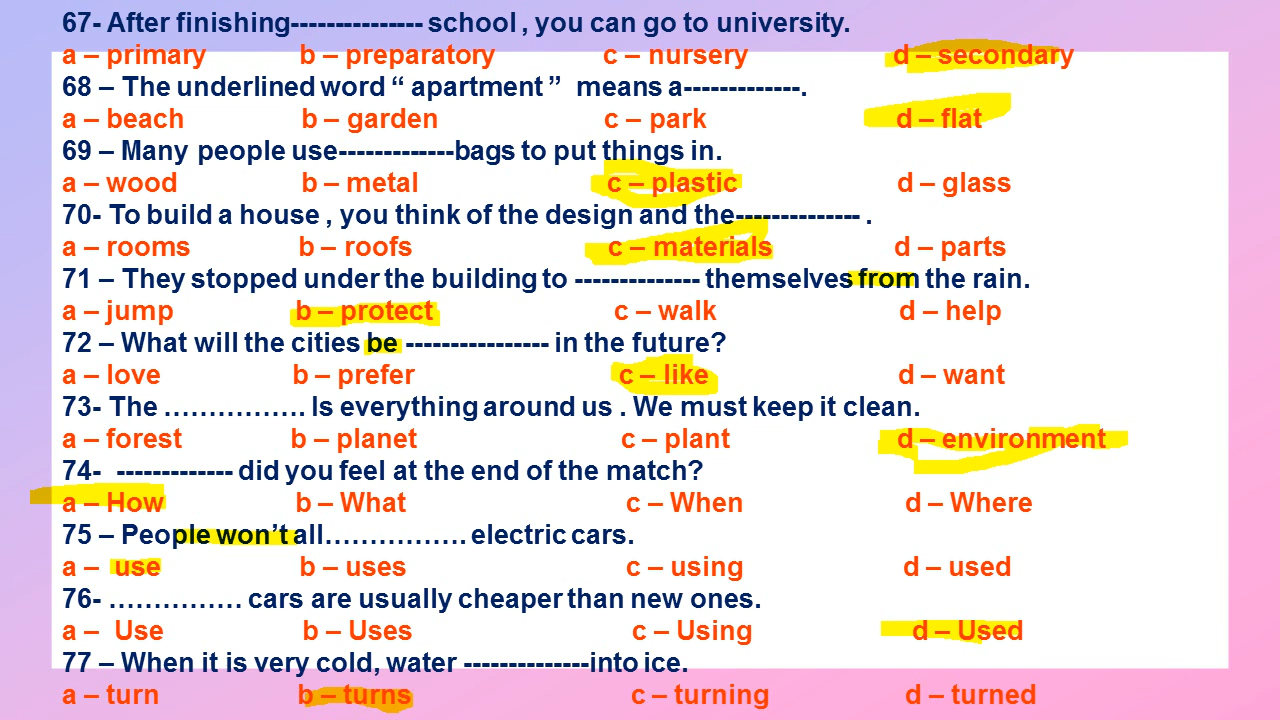 67- After finishing--------------- school , you can go to university.
a – primary b – preparatory c – nursery d – secondary
68 – The underlined word “ apartment ” means a-------------.
a – beach b – garden c – park d – flat
69 – Many people use-------------bags to put things in.
a – wood b – metal c – plastic d – glass
70- To build a house , you think of the design and the-------------- .
a – rooms b – roofs c – materials d – parts
71 – They stopped under the building to -------------- themselves from the rain.
a – jump b – protect c – walk d – help
72 – What will the cities be ---------------- in the future?
a – love b – prefer c – like d – want
73- The ……………. Is everything around us . We must keep it clean.
a – forest b – planet c – plant d – environment
74- ------------- did you feel at the end of the match?
a – How b – What c – When d – Where
75 – People won’t all……………. electric cars.
a – use b – uses c – using d – used
76- …………… cars are usually cheaper than new ones.
a – Use b – Uses c – Using d – Used
77 – When it is very cold, water --------------into ice.
a – turn b – turns c – turning d – turned